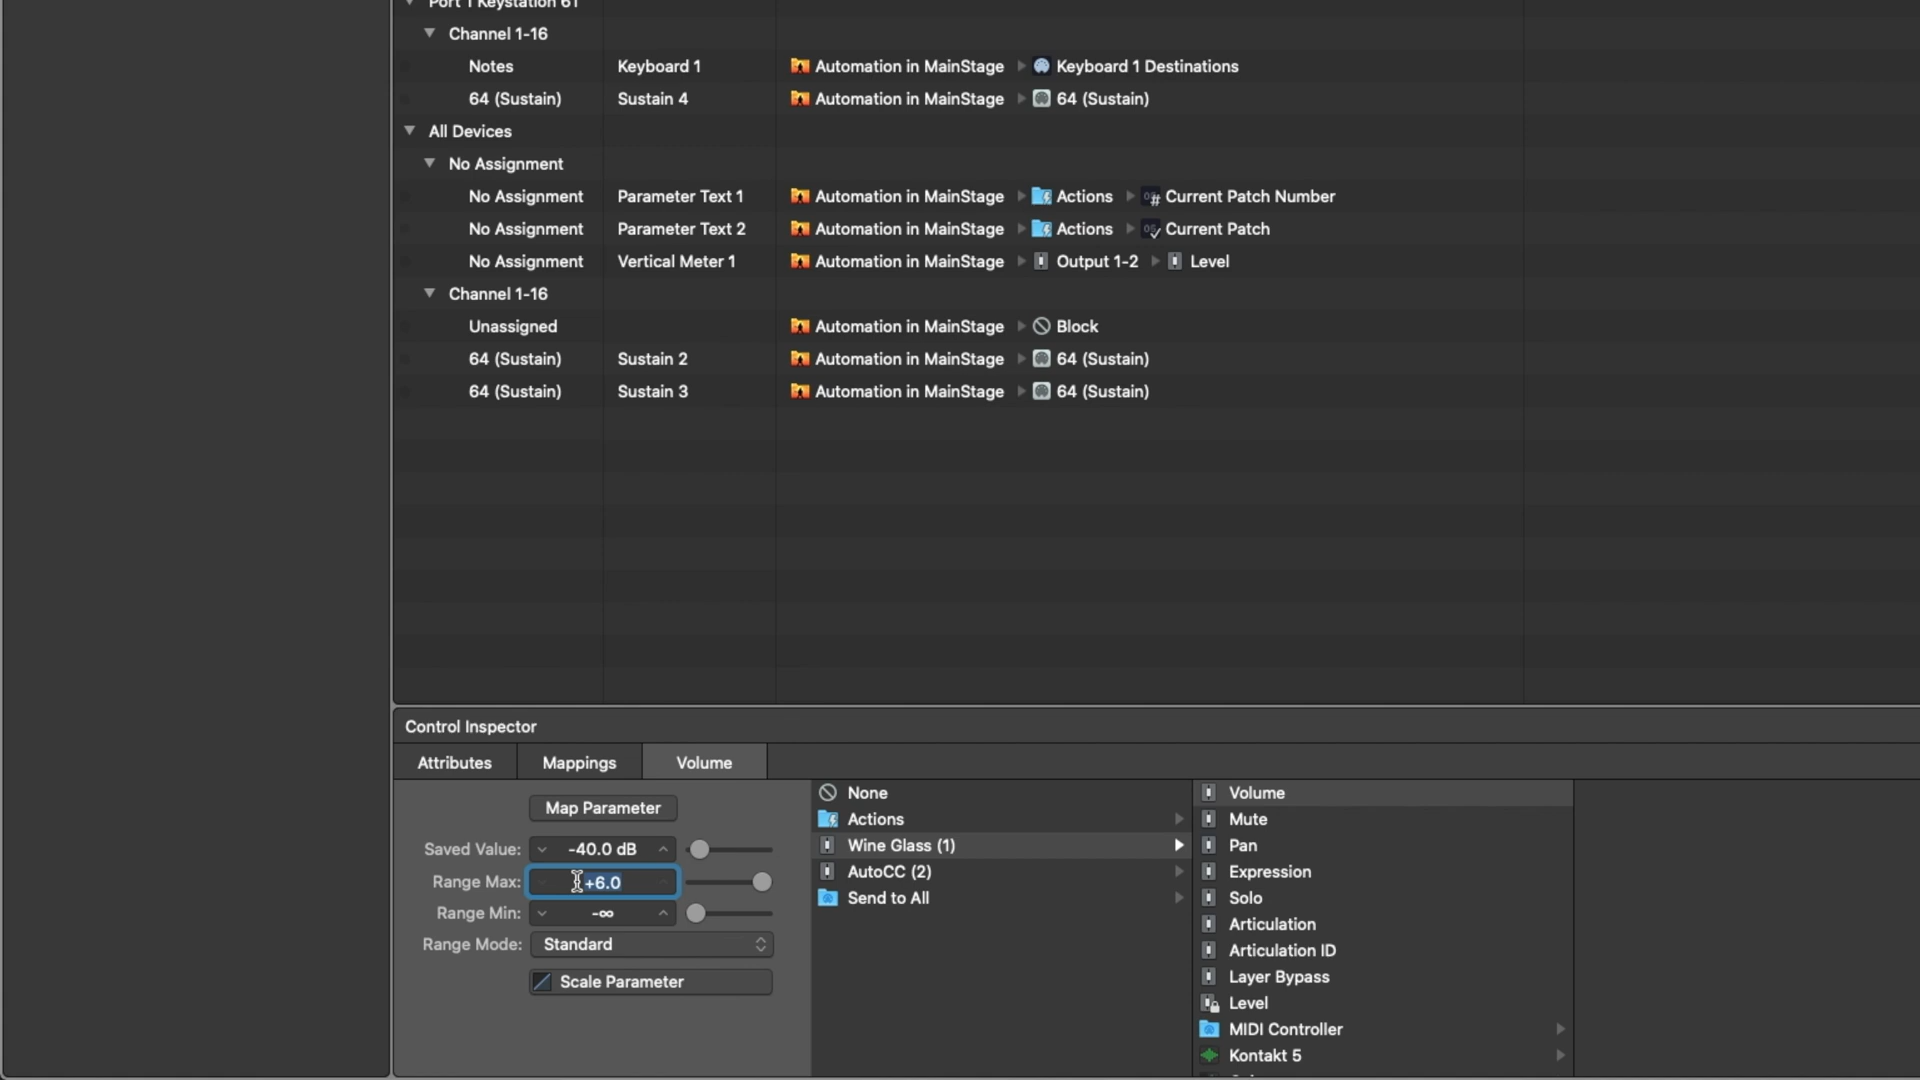 Port 1 Keystation 61
Channel 1-16
Notes Keyboard 1 Automation in MainStage Keyboard 1 Destinations
64 (Sustain) Sustain 4 Automation in MainStage 64 (Sustain)
All Devices
No Assignment
No Assignment Parameter Text 1 Automation in MainStage Actions Current Patch Number
No Assignment Parameter Text 2 Automation in MainStage Actions Current Patch
No Assignment Vertical Meter 1 Automation in MainStage Output 1-2 Level
Channel 1-16
Unassigned Automation in MainStage Block
64 (Sustain) Sustain 2 Automation in MainStage 64 (Sustain)
64 (Sustain) Sustain 3 Automation in MainStage 64 (Sustain)
Control Inspector
Attributes Mappings Volume
Map Parameter
Saved Value: -40.0 dB
Range Max: +6.0
Range Min: -∞
Range Mode: Standard
Scale Parameter
None
Actions
Wine Glass (1)
AutoCC (2)
Send to All
Volume
Mute
Pan
Expression
Solo
Articulation
Articulation ID
Layer Bypass
Level
MIDI Controller
Kontakt 5